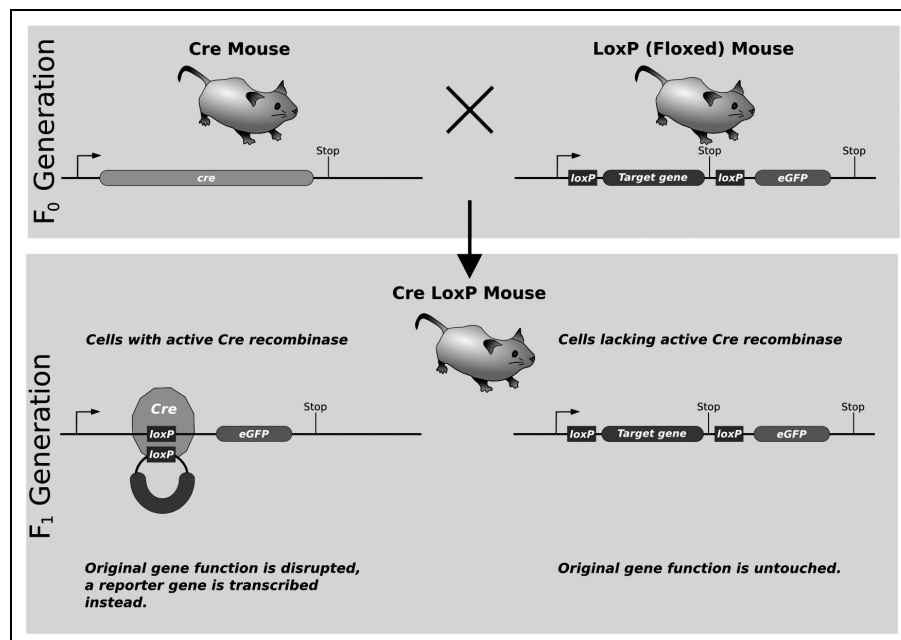 F₀ Generation
Cre Mouse
LoxP (Floxed) Mouse
Stop
cre
Stop
Stop
loxP
Target gene
loxP
eGFP
F₁ Generation
Cre LoxP Mouse
Cells with active Cre recombinase
Cells lacking active Cre recombinase
Cre
loxP
loxP
eGFP
Stop
Stop
Stop
loxP
Target gene
loxP
eGFP
Original gene function is disrupted,
a reporter gene is transcribed
instead.
Original gene function is untouched.